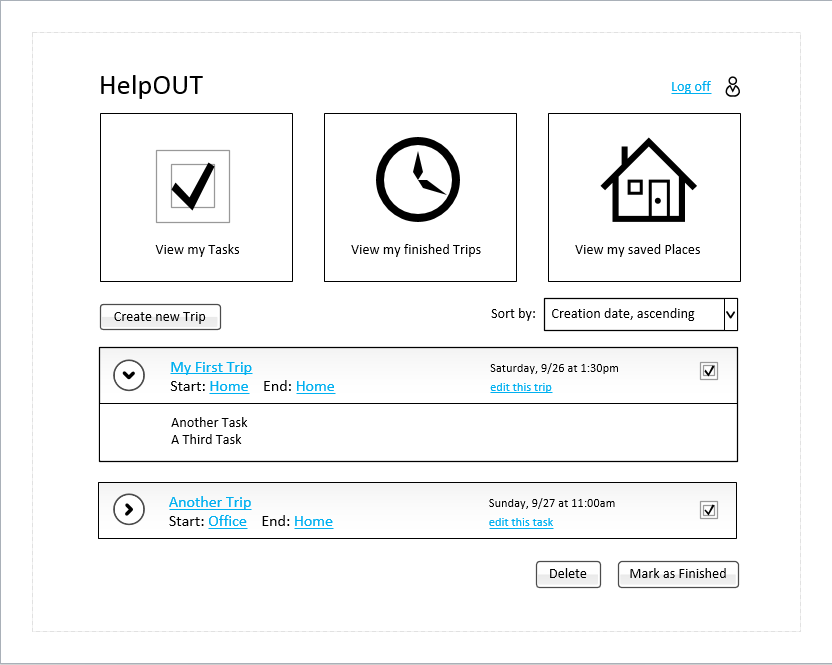 HelpOUT
Log off
View my Tasks
View my finished Trips
View my saved Places
Create new Trip
Sort by: Creation date, ascending
My First Trip
Saturday, 9/26 at 1:30pm
Start: Home End: Home
edit this trip
Another Task
A Third Task
Another Trip
Sunday, 9/27 at 11:00am
Start: Office End: Home
edit this task
Delete
Mark as Finished